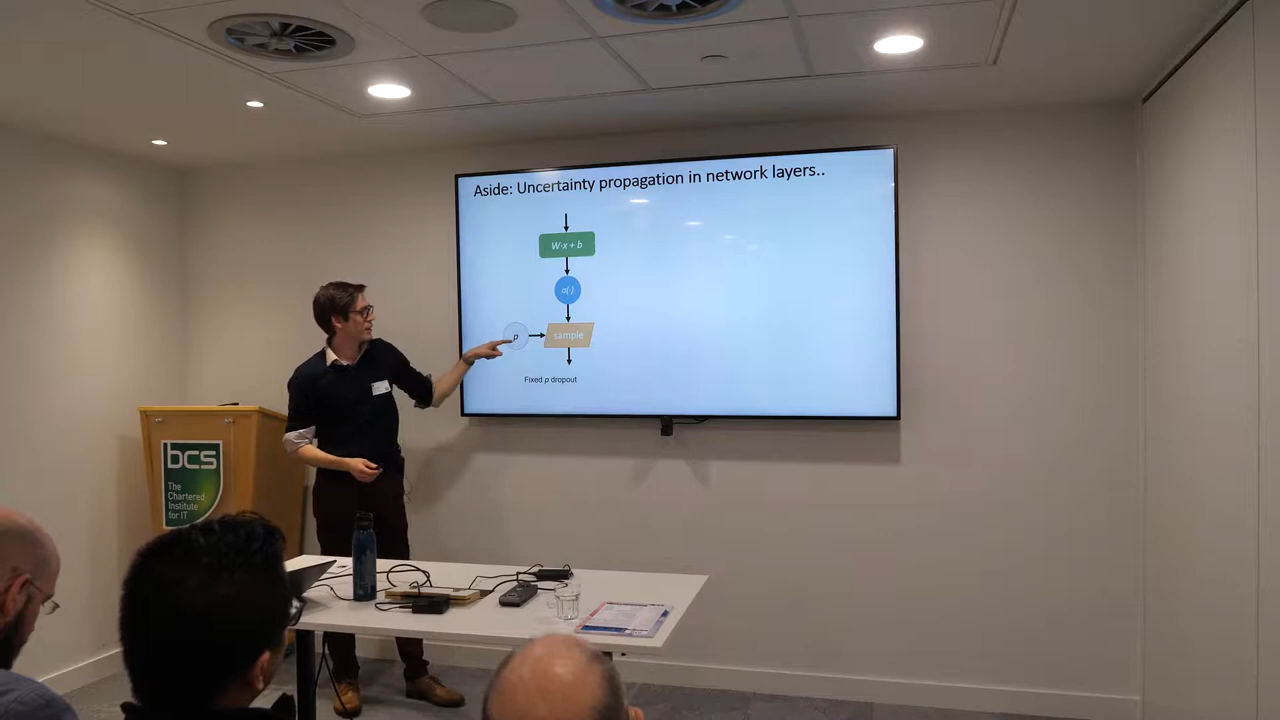 Aside: Uncertainty propagation in network layers..
W·x + b
a(·)
p
sample
Fixed p dropout
bcs
The
Chartered
Institute
for IT